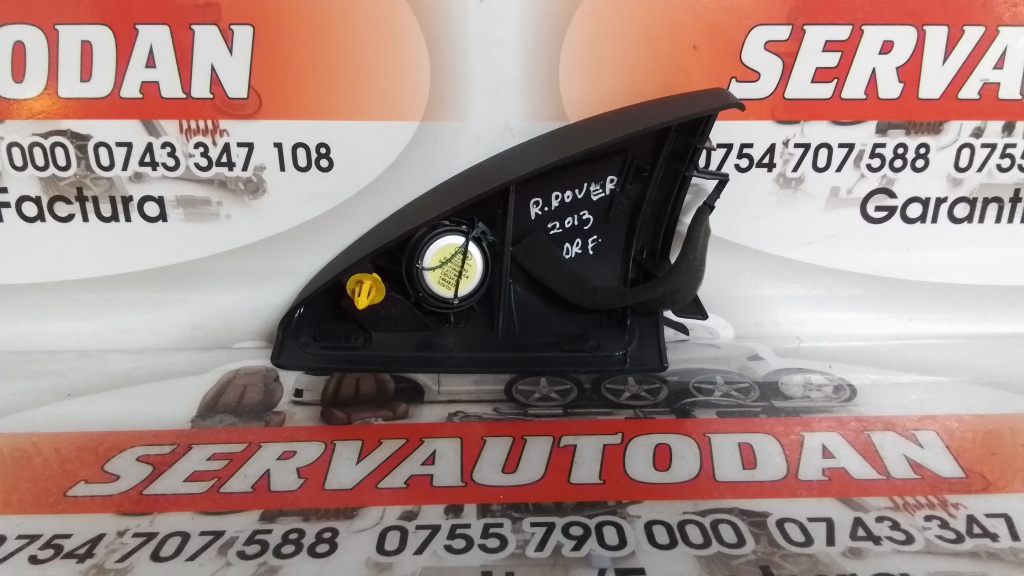 ODAN
SERVA
000 0743 347 108
0754 707 588 0755
Factura
Garanti
R.ROVER
2013
DR F.
SERVAUTODAN
0754 707 588 0755 790 000 0743 347